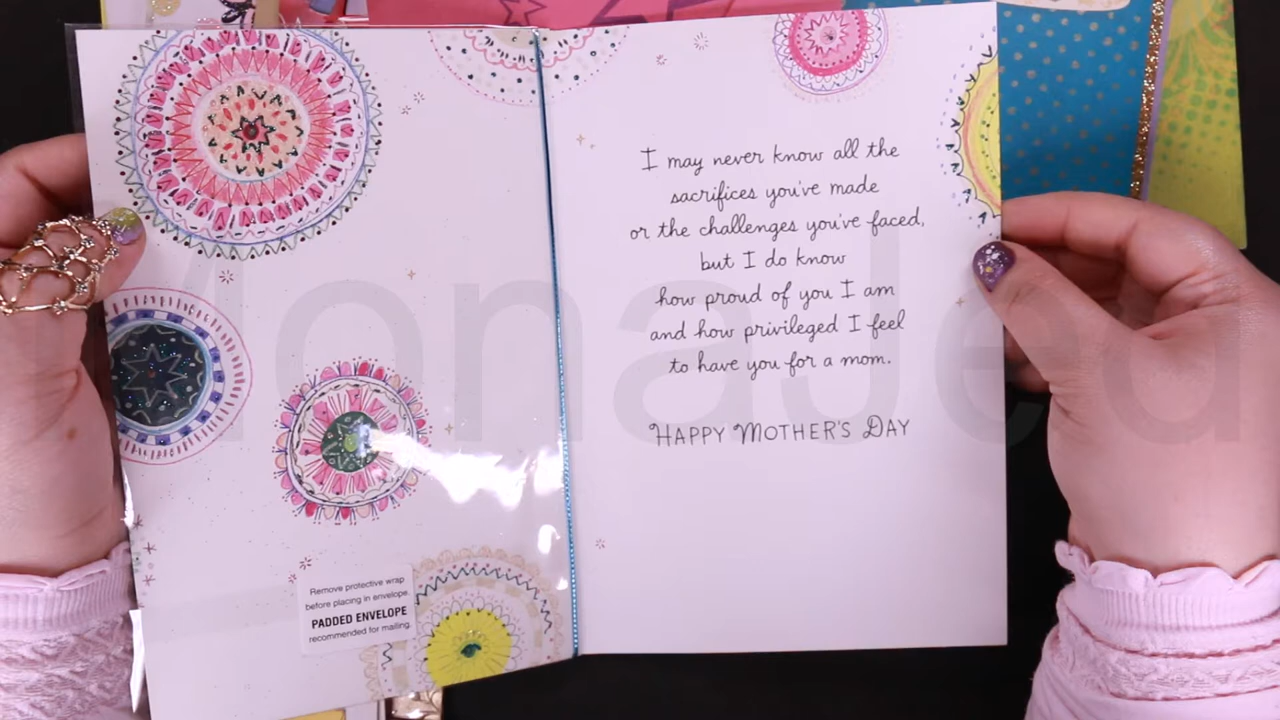 I may never know all the
sacrifices you've made
or the challenges you've faced,
but I do know
how proud of you I am
and how privileged I feel
to have you for a mom.
HAPPY MOTHER'S DAY
Remove protective wrap
before placing in envelope.
PADDED ENVELOPE
recommended for mailing.
MonaJed